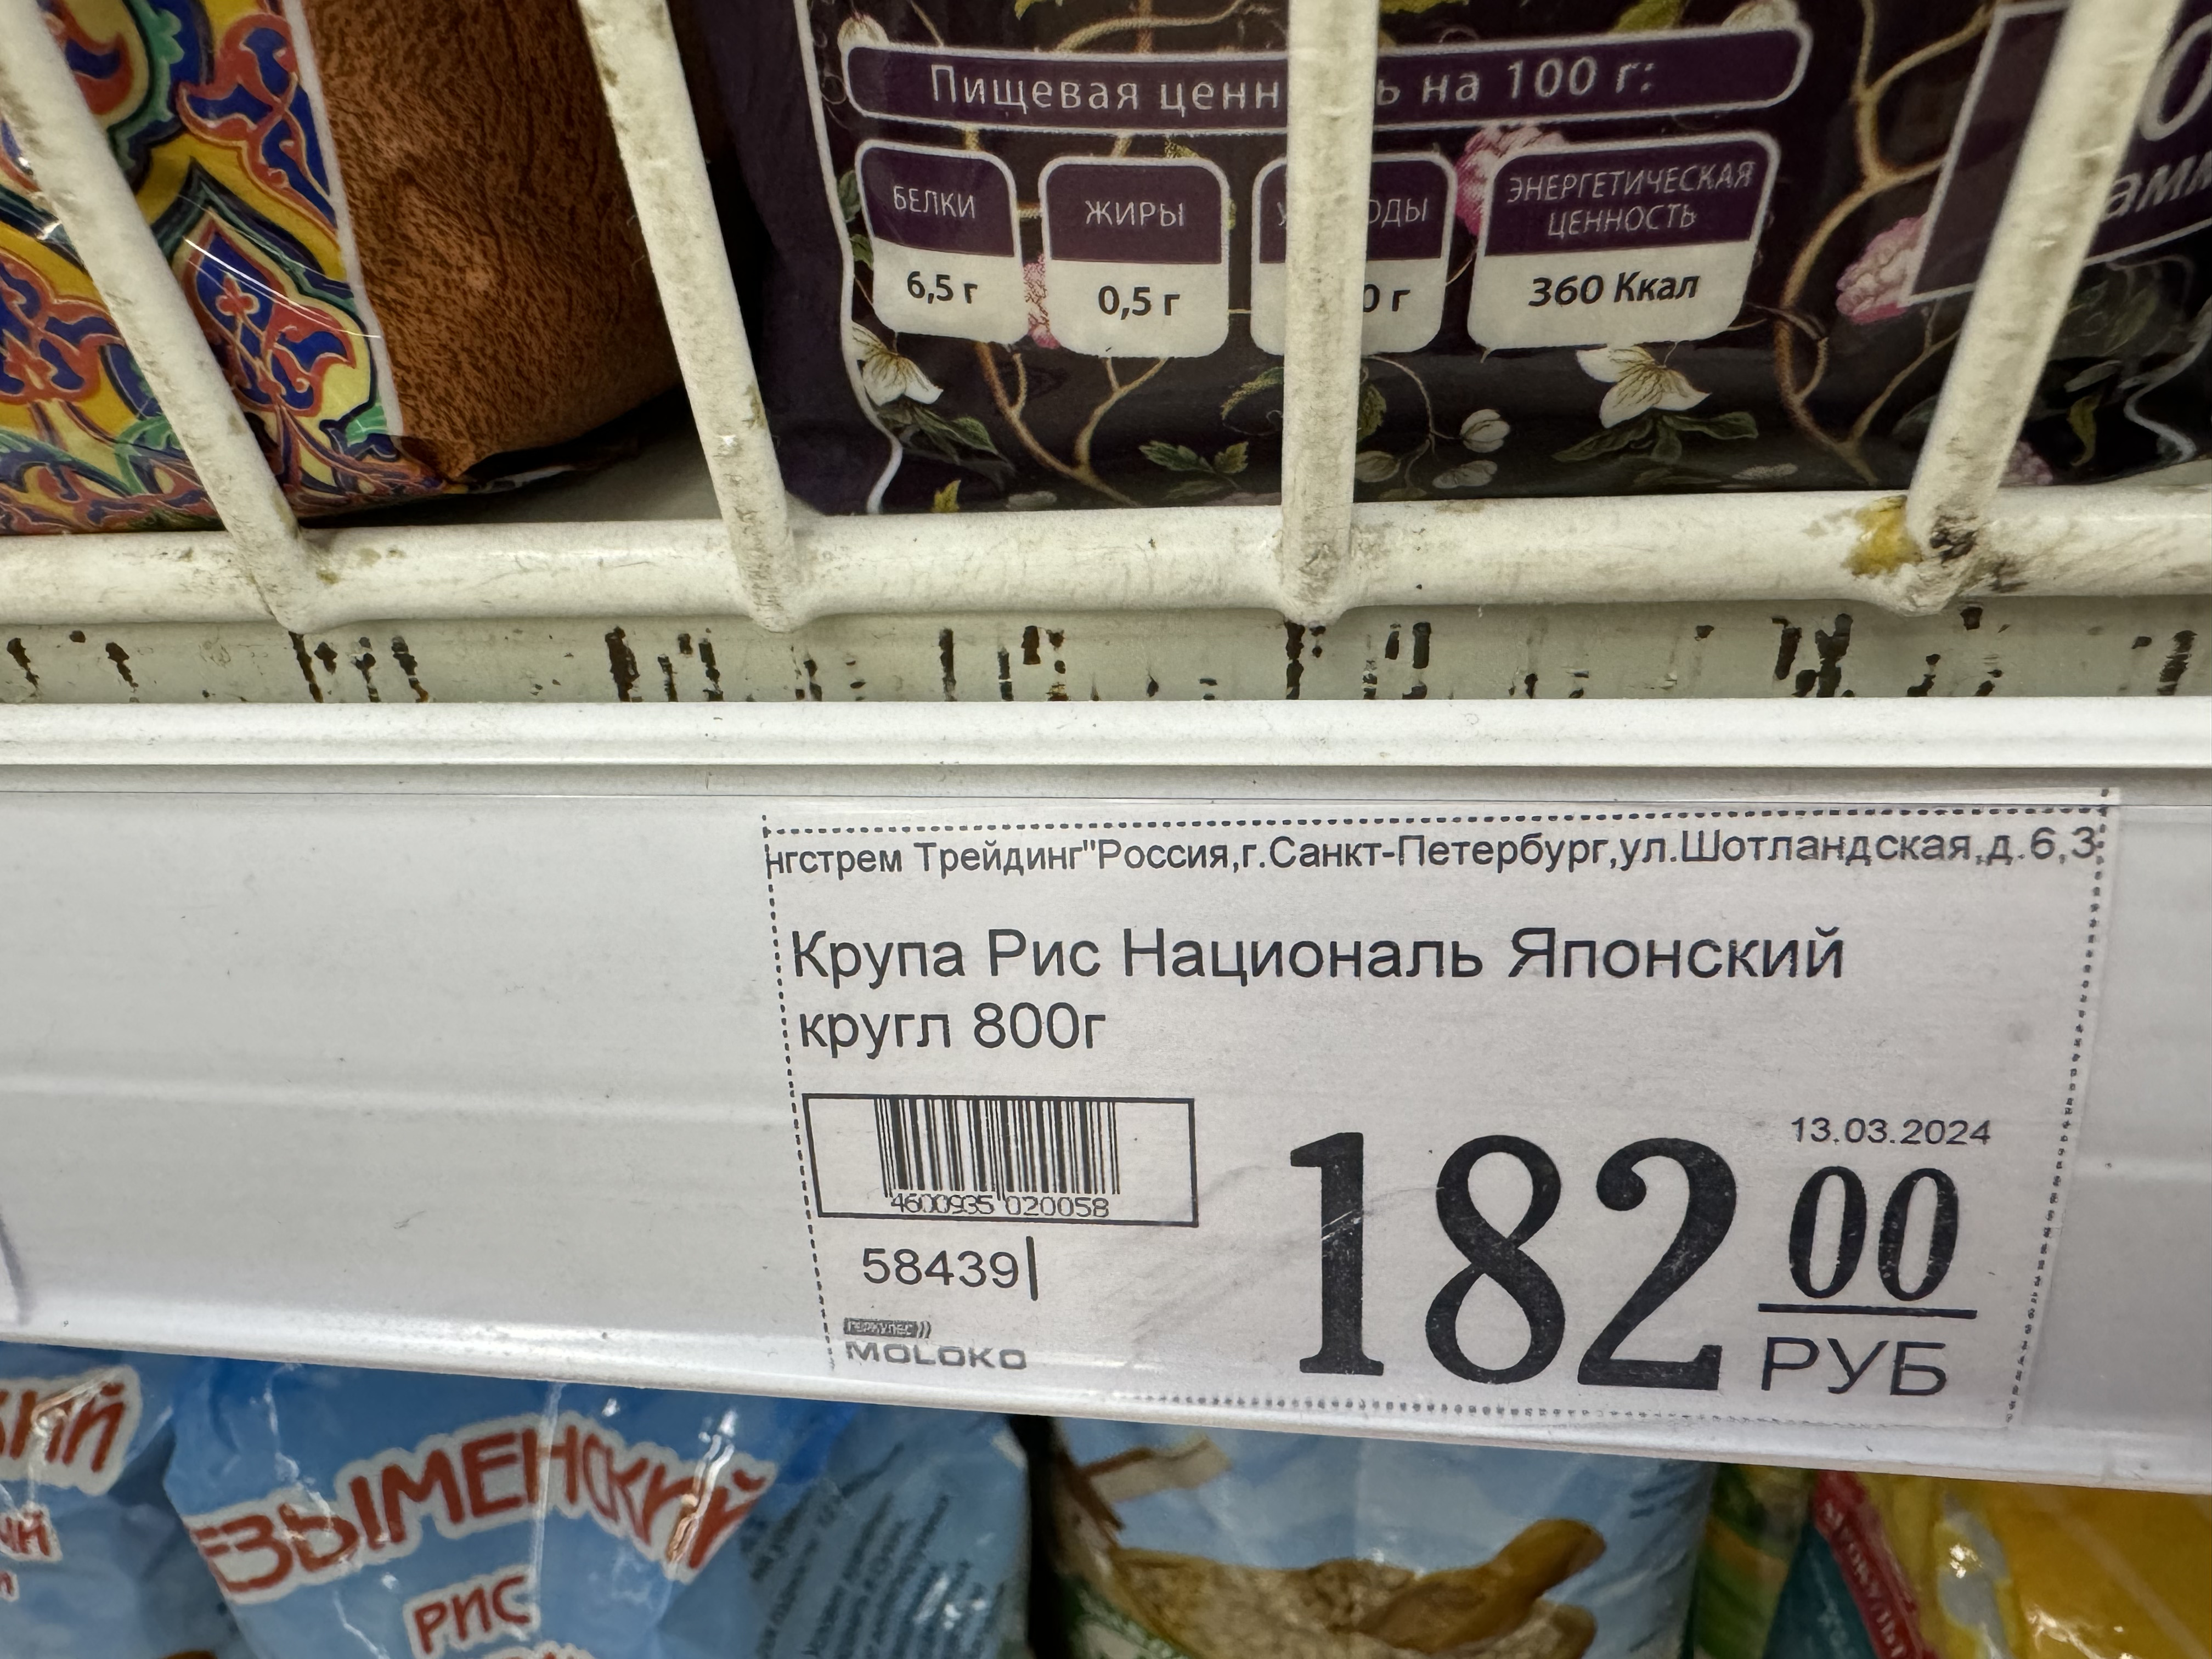 Пищевая на 100 г:
БЕЛКИ
ЖИРЫ
ЭНЕРГЕТИЧЕСКАЯ
ЦЕННОСТЬ
6,5 г
0,5 г
360 Ккал
нгстрем Трейдинг"Россия,г.Санкт-Петербург,ул.Шотландская,д.6,3
Крупа Рис Националь Японский
кругл 800г
4600935 020058
58439
13.03.2024
182 00
РУБ
геркулес
MOLOKO
ЕЗЫМЕНСКИЙ
РИС